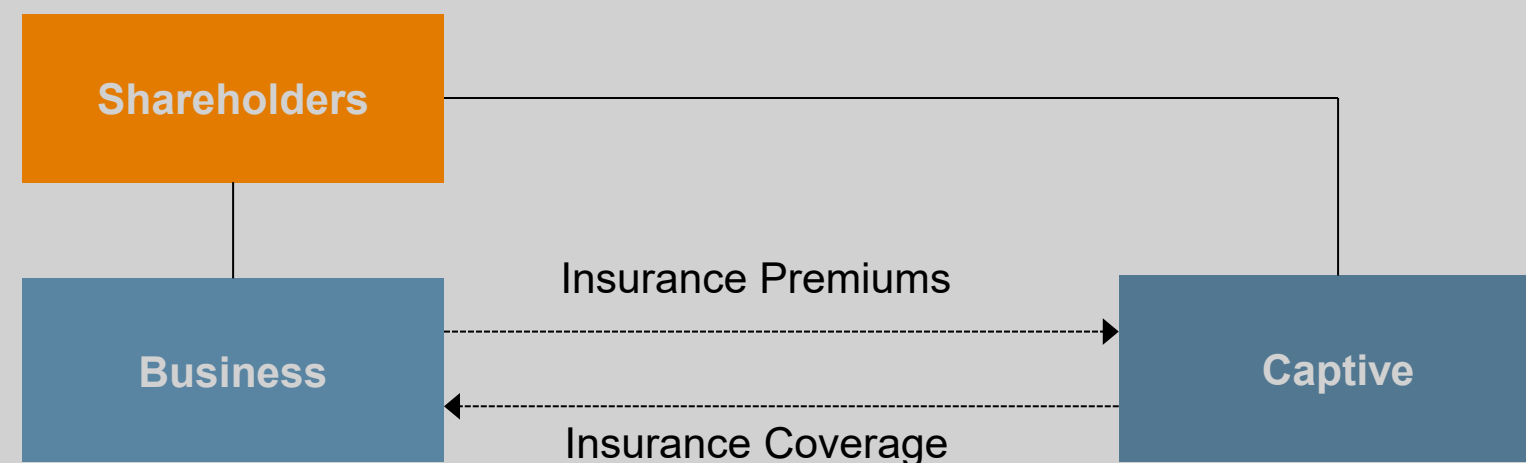 Shareholders
Insurance Premiums
Business
Captive
Insurance Coverage